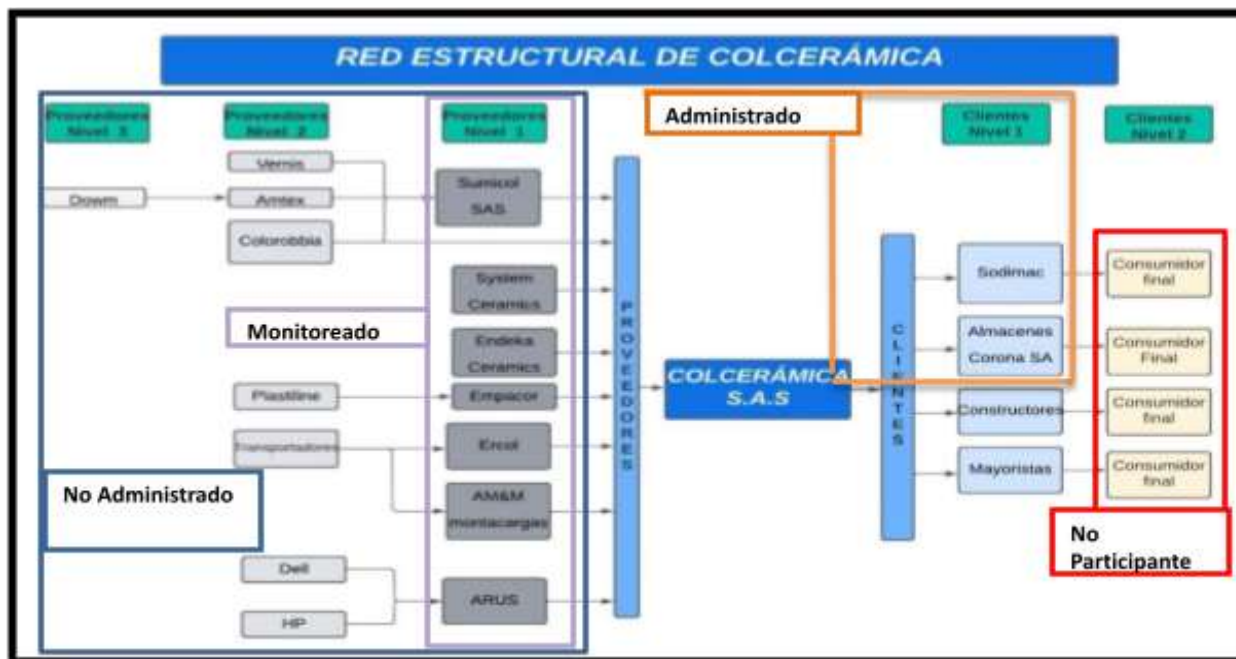 RED ESTRUCTURAL DE COLCERÁMICA
Proveedores
Nivel 3
Proveedores
Nivel 2
Proveedores
Nivel 1
Administrado
Clientes
Nivel 1
Clientes
Nivel 2
Vernis
Dowm
Amtex
Sumicol
SAS
Colorobbia
System
Ceramics
Monitoreado
Endeka
Ceramics
Plastiline
Empacor
Transportadores
Ercol
No Administrado
AM&M
montacargas
Dell
HP
ARUS
PROVEEDORES
COLCERÁMICA
S.A.S
CLIENTES
Sodimac
Consumidor
final
Almacenes
Corona SA
Consumidor
Final
Constructores
Consumidor
final
Mayoristas
Consumidor
final
No
Participante